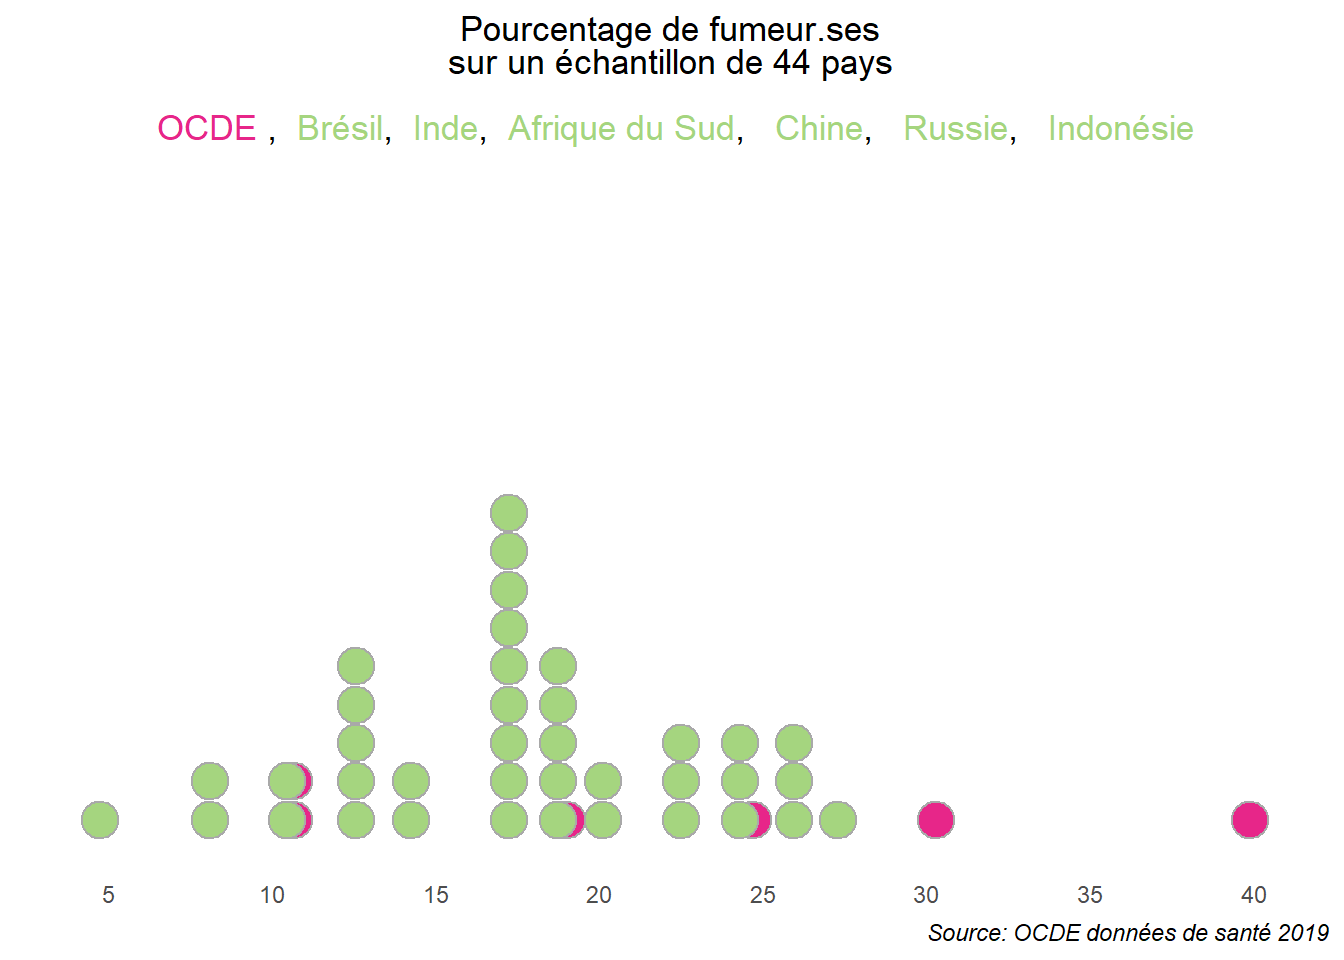 Pourcentage de fumeur.ses
sur un échantillon de 44 pays
OCDE , Brésil, Inde, Afrique du Sud, Chine, Russie, Indonésie
5 10 15 20 25 30 35 40
Source: OCDE données de santé 2019